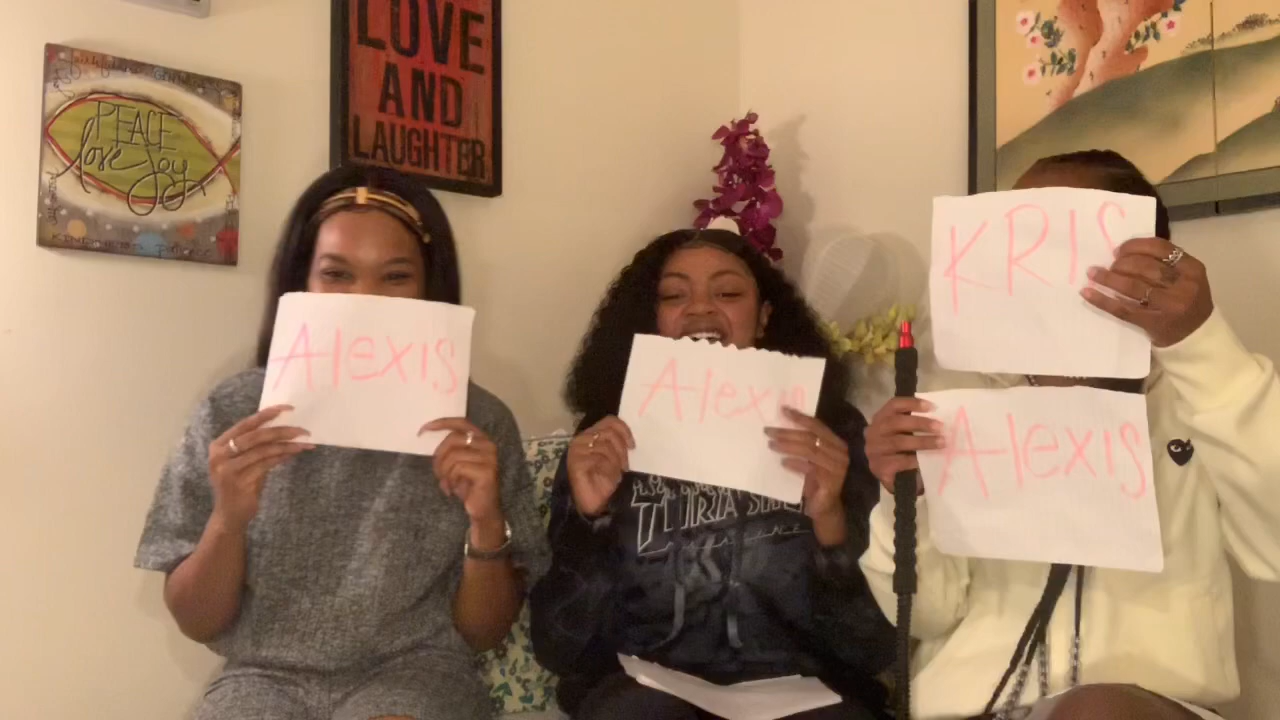 PEACE
love joy
LOVE
AND
LAUGHTER
Alexis
Alexis
KRIS
Alexis